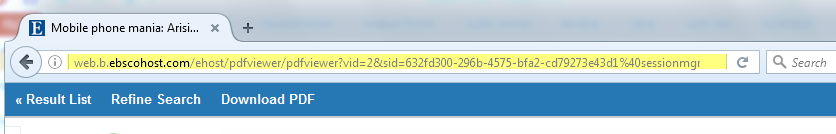 E Mobile phone mania: Arisi... ×
web.b.ebscohost.com/ehost/pdfviewer/pdfviewer?vid=2&sid=632fd300-296b-4575-bfa2-cd79273e43d1%40sessionmgr Search
« Result List Refine Search Download PDF